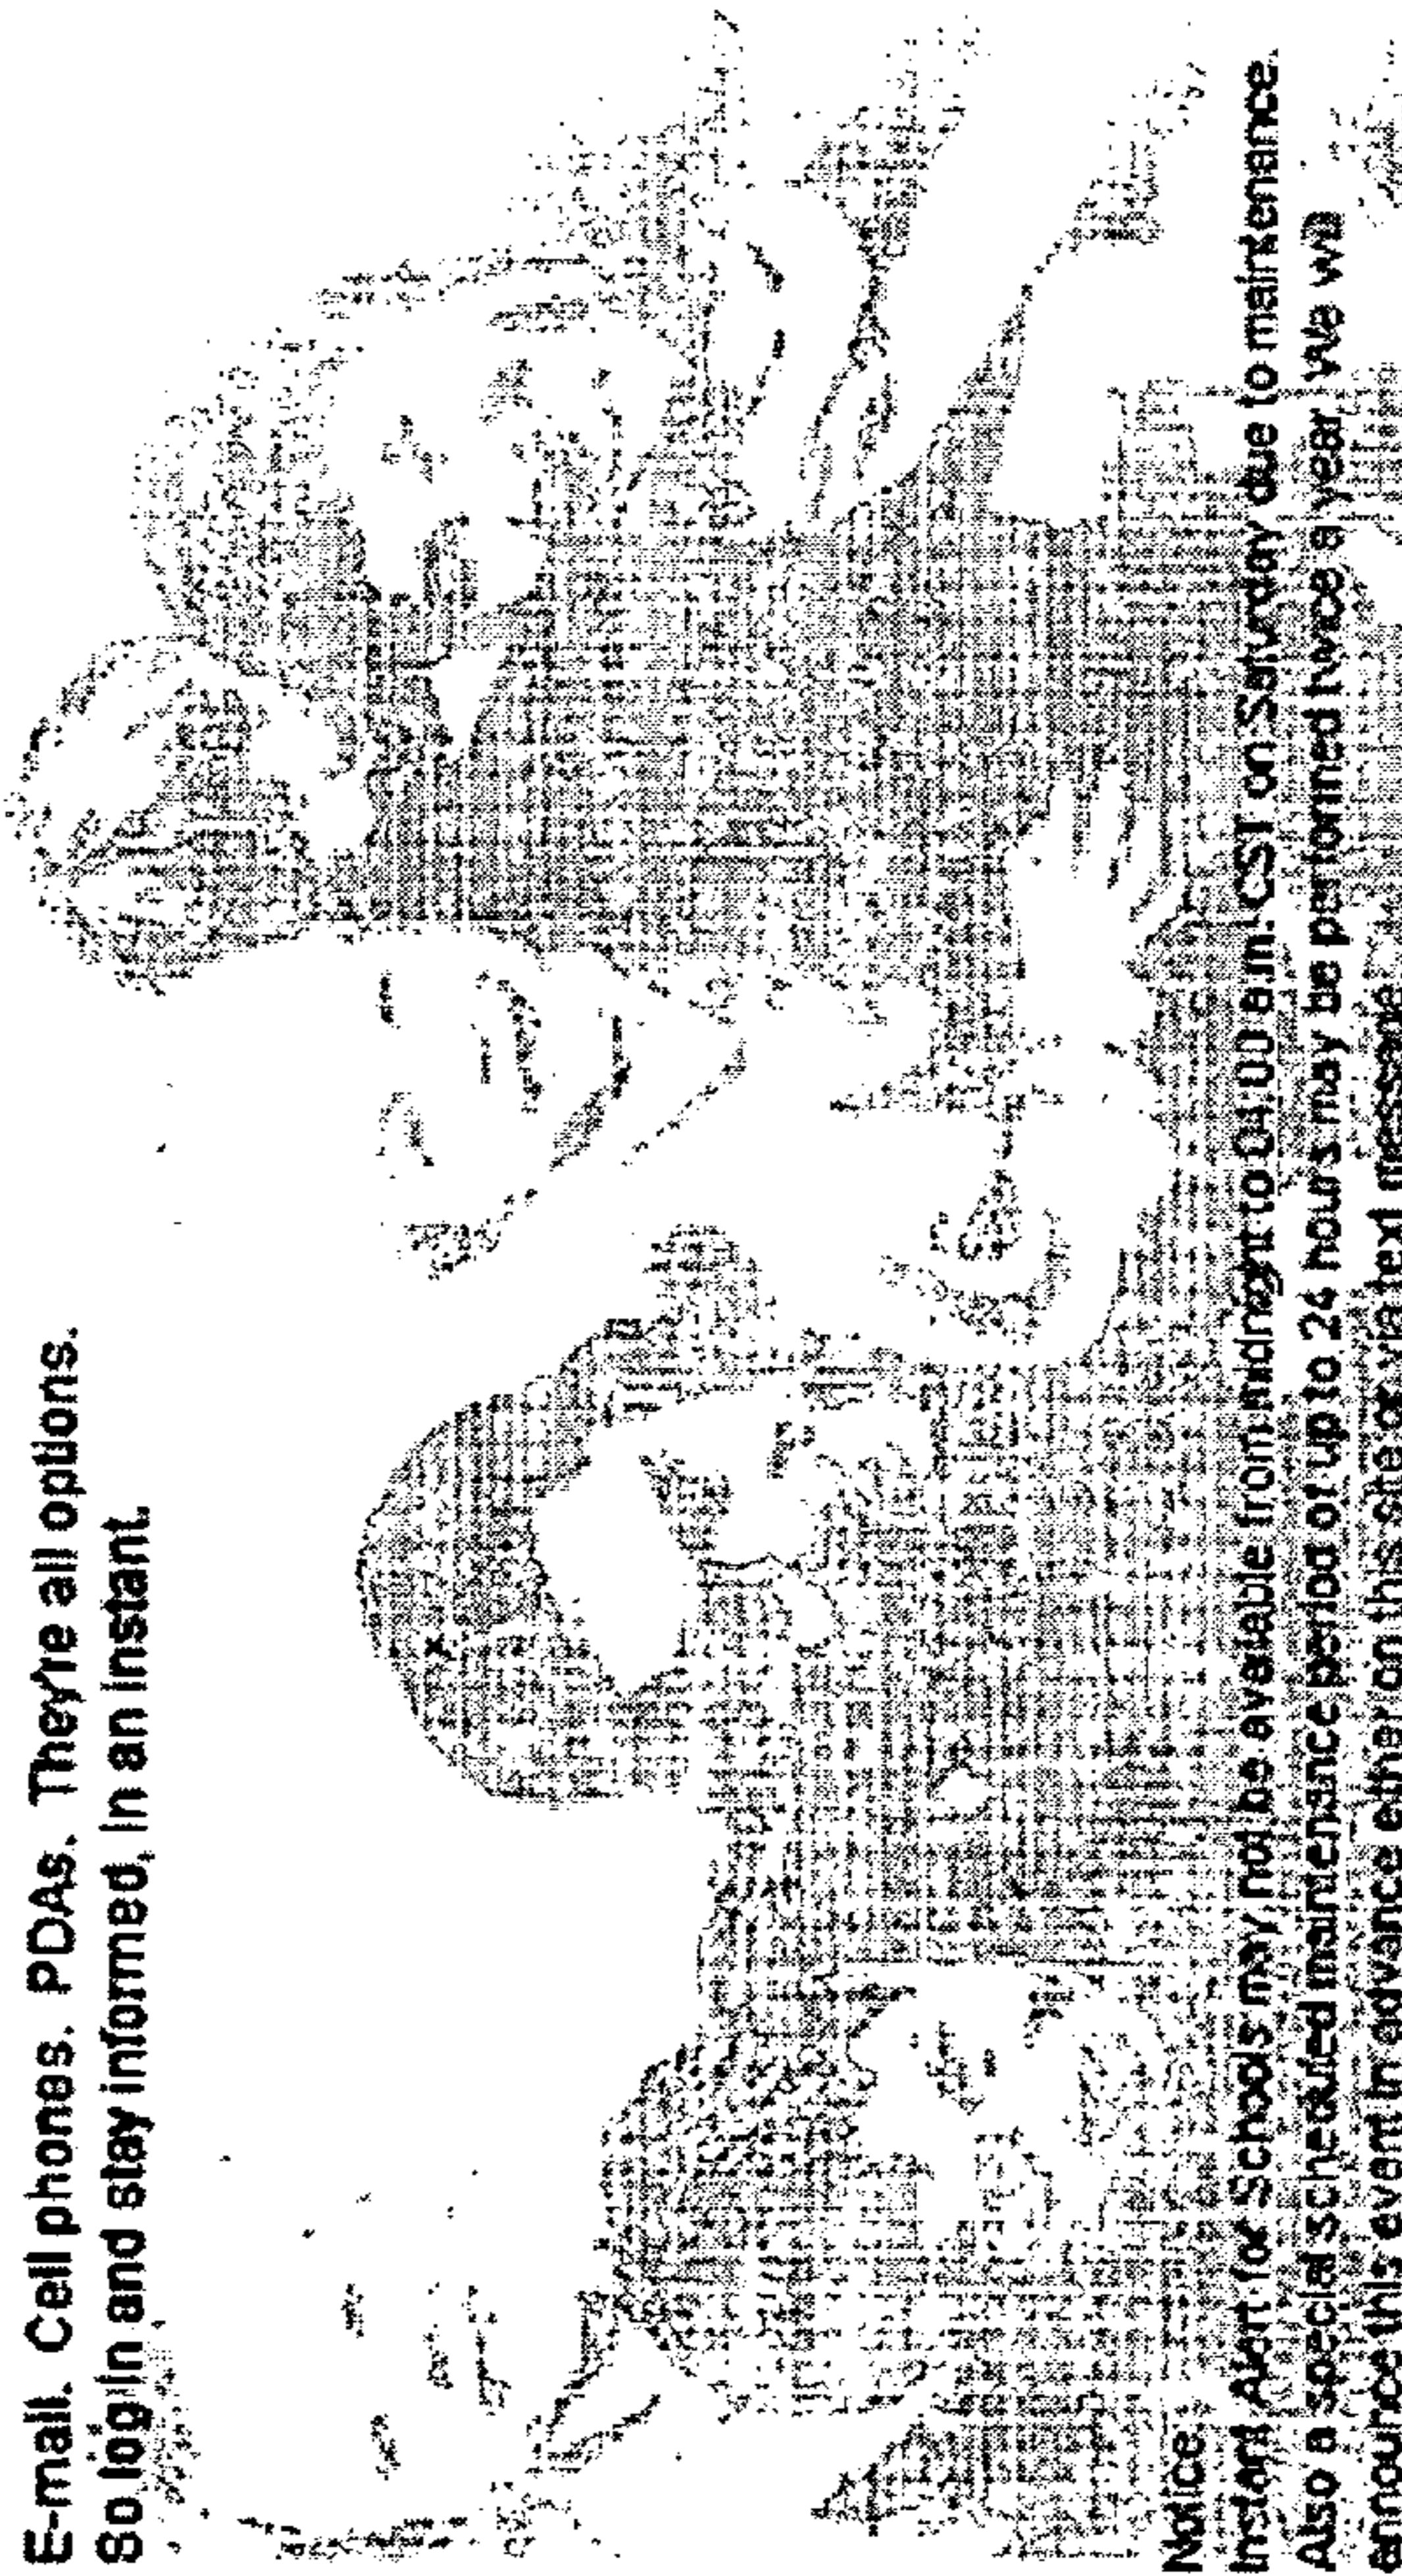 E-mail. Cell phones. PDAs. They're all options.
So login and stay informed, in an instant.
Notice:
Instant Alert for Schools may not be available from midnight to 04:00 a.m. CST on Saturday due to maintenance.
Also a special scheduled maintenance period of up to 24 hours may be performed twice a year We will
announce this event in advance either on this site or via text message.